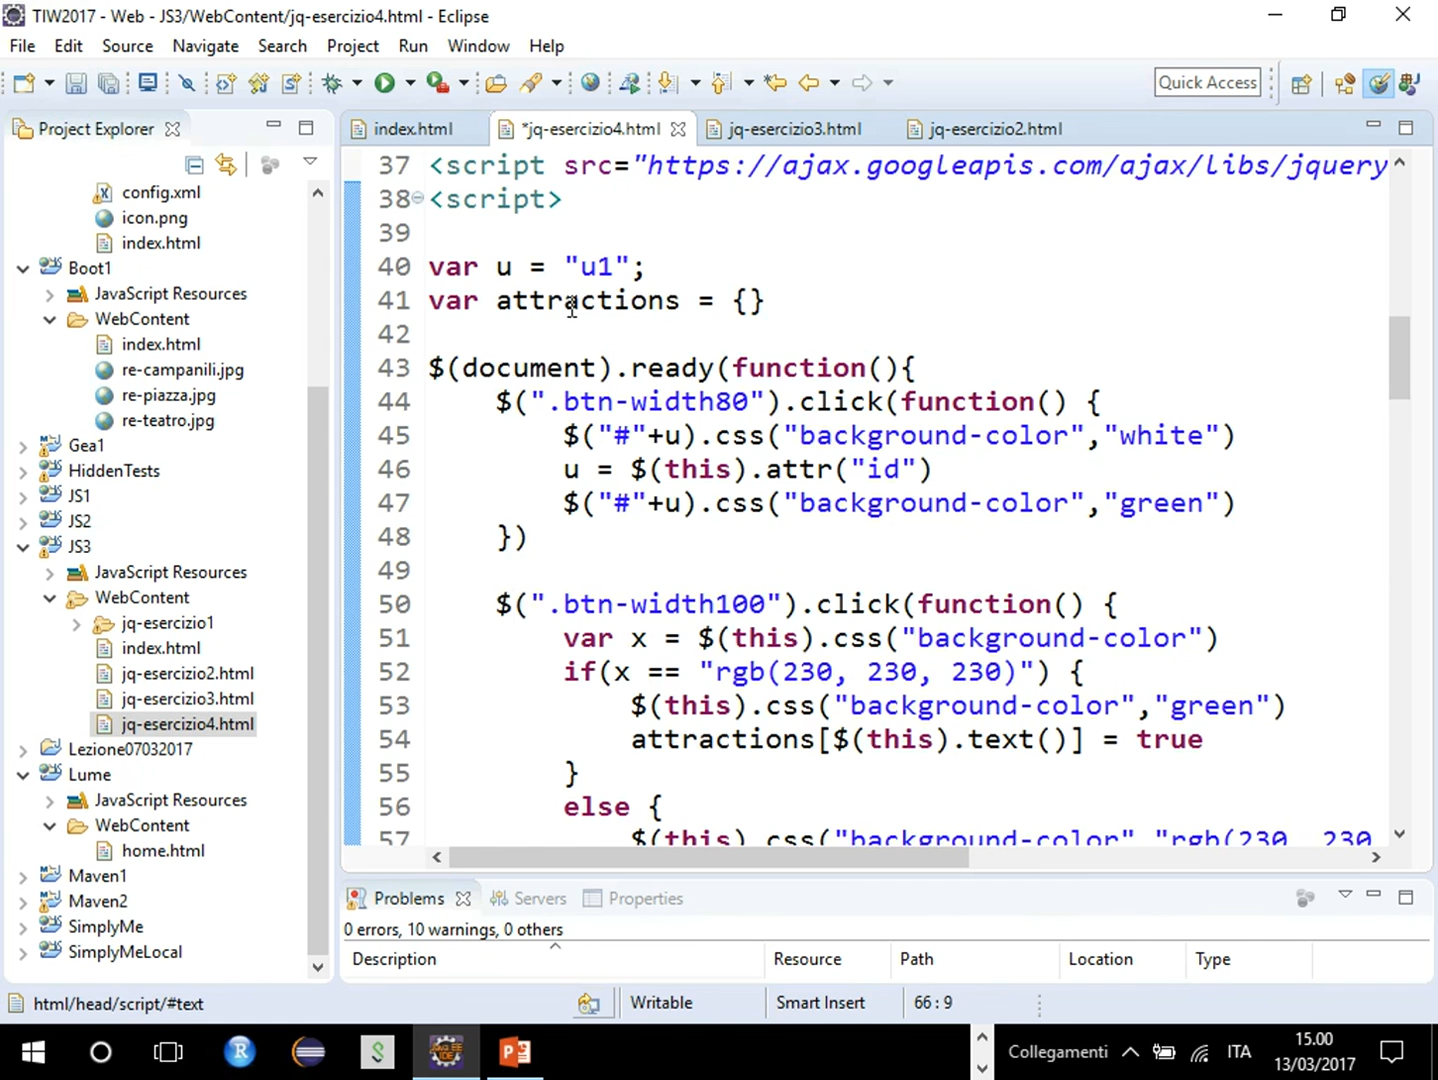 TIW2017 - Web - JS3/WebContent/jq-esercizio4.html - Eclipse
File Edit Source Navigate Search Project Run Window Help
Quick Access
Project Explorer
index.html *jq-esercizio4.html jq-esercizio3.html jq-esercizio2.html
config.xml
icon.png
index.html
Boot1
JavaScript Resources
WebContent
index.html
re-campanili.jpg
re-piazza.jpg
re-teatro.jpg
Gea1
HiddenTests
JS1
JS2
JS3
JavaScript Resources
WebContent
jq-esercizio1
index.html
jq-esercizio2.html
jq-esercizio3.html
jq-esercizio4.html
Lezione07032017
Lume
JavaScript Resources
WebContent
home.html
Maven1
Maven2
SimplyMe
SimplyMeLocal
37 <script src="https://ajax.googleapis.com/ajax/libs/jquery
38 <script>
39
40 var u = "u1";
41 var attractions = {}
42
43 $(document).ready(function(){
44 $(".btn-width80").click(function() {
45 $("#"+u).css("background-color","white")
46 u = $(this).attr("id")
47 $("#"+u).css("background-color","green")
48 })
49
50 $(".btn-width100").click(function() {
51 var x = $(this).css("background-color")
52 if(x == "rgb(230, 230, 230)") {
53 $(this).css("background-color","green")
54 attractions[$(this).text()] = true
55 }
56 else {
57 $(this).css("background-color","rgb(230, 230
Problems Servers Properties
0 errors, 10 warnings, 0 others
Description Resource Path Location Type
html/head/script/#text Writable Smart Insert 66 : 9
Collegamenti ITA 15.00
13/03/2017